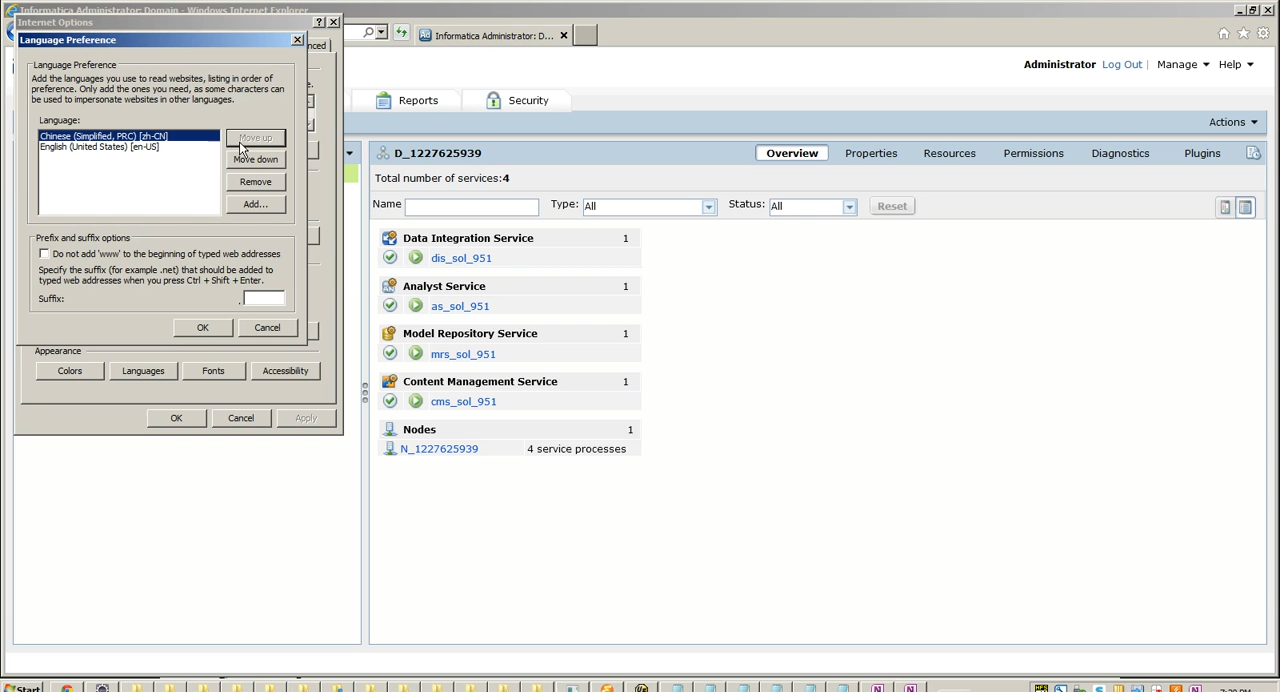 Informatica Administrator: Domain - Windows Internet Explorer
Internet Options
Language Preference
Informatica Administrator: D...
Administrator Log Out Manage Help
Reports Security
Actions
Language Preference
Add the languages you use to read websites, listing in order of
preference. Only add the ones you need, as some characters can
be used to impersonate websites in other languages.
Language:
Chinese (Simplified, PRC) [zh-CN]
English (United States) [en-US]
Move up
Move down
Remove
Add...
Prefix and suffix options
Do not add 'www' to the beginning of typed web addresses
Specify the suffix (for example .net) that should be added to
typed web addresses when you press Ctrl + Shift + Enter.
Suffix: .
OK Cancel
Appearance
Colors Languages Fonts Accessibility
OK Cancel Apply
D_1227625939 Overview Properties Resources Permissions Diagnostics Plugins
Total number of services:4
Name Type: All Status: All Reset
Data Integration Service 1
dis_sol_951
Analyst Service 1
as_sol_951
Model Repository Service 1
mrs_sol_951
Content Management Service 1
cms_sol_951
Nodes 1
N_1227625939 4 service processes
Start